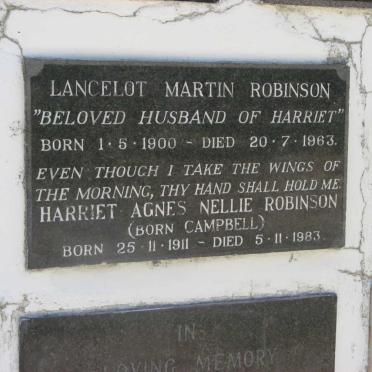 LANCELOT MARTIN ROBINSON
"BELOVED HUSBAND OF HARRIET"
BORN 1·5·1900 - DIED 20·7·1963.
EVEN THOUGH I TAKE THE WINGS OF
THE MORNING, THY HAND SHALL HOLD ME.
HARRIET AGNES NELLIE ROBINSON
(BORN CAMPBELL)
BORN 25·11·1911 - DIED 5·11·1983
IN
LOVING MEMORY